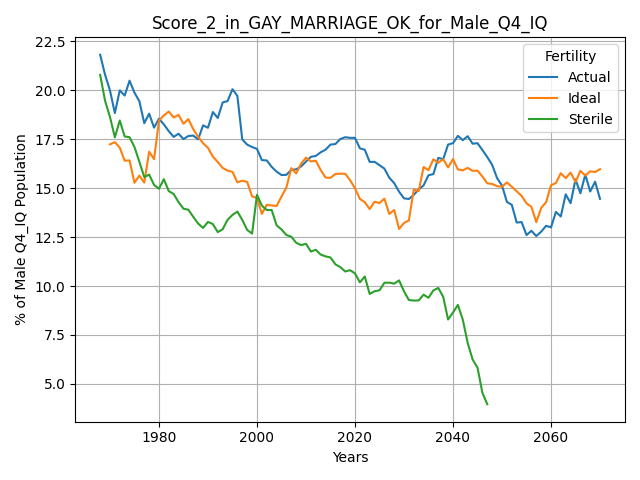 Score_2_in_GAY_MARRIAGE_OK_for_Male_Q4_IQ
Fertility
Actual
Ideal
Sterile
% of Male Q4_IQ Population
22.5
20.0
17.5
15.0
12.5
10.0
7.5
5.0
1980 2000 2020 2040 2060
Years